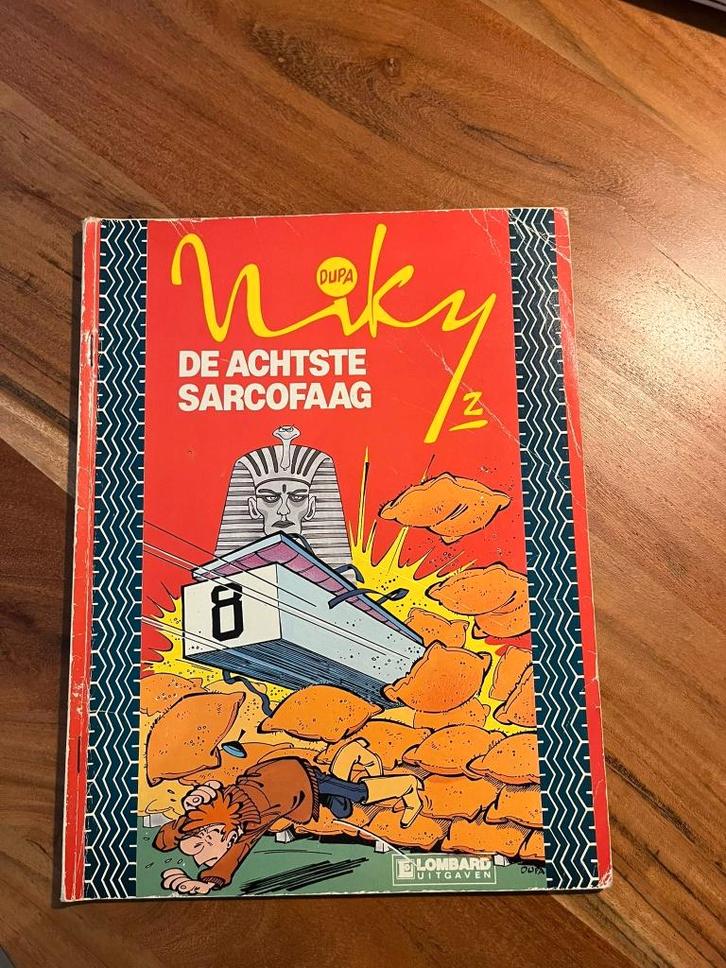 Niky
DUPA
DE ACHTSTE
SARCOFAAG
2
8
LOMBARD
UITGAVEN
DUPA